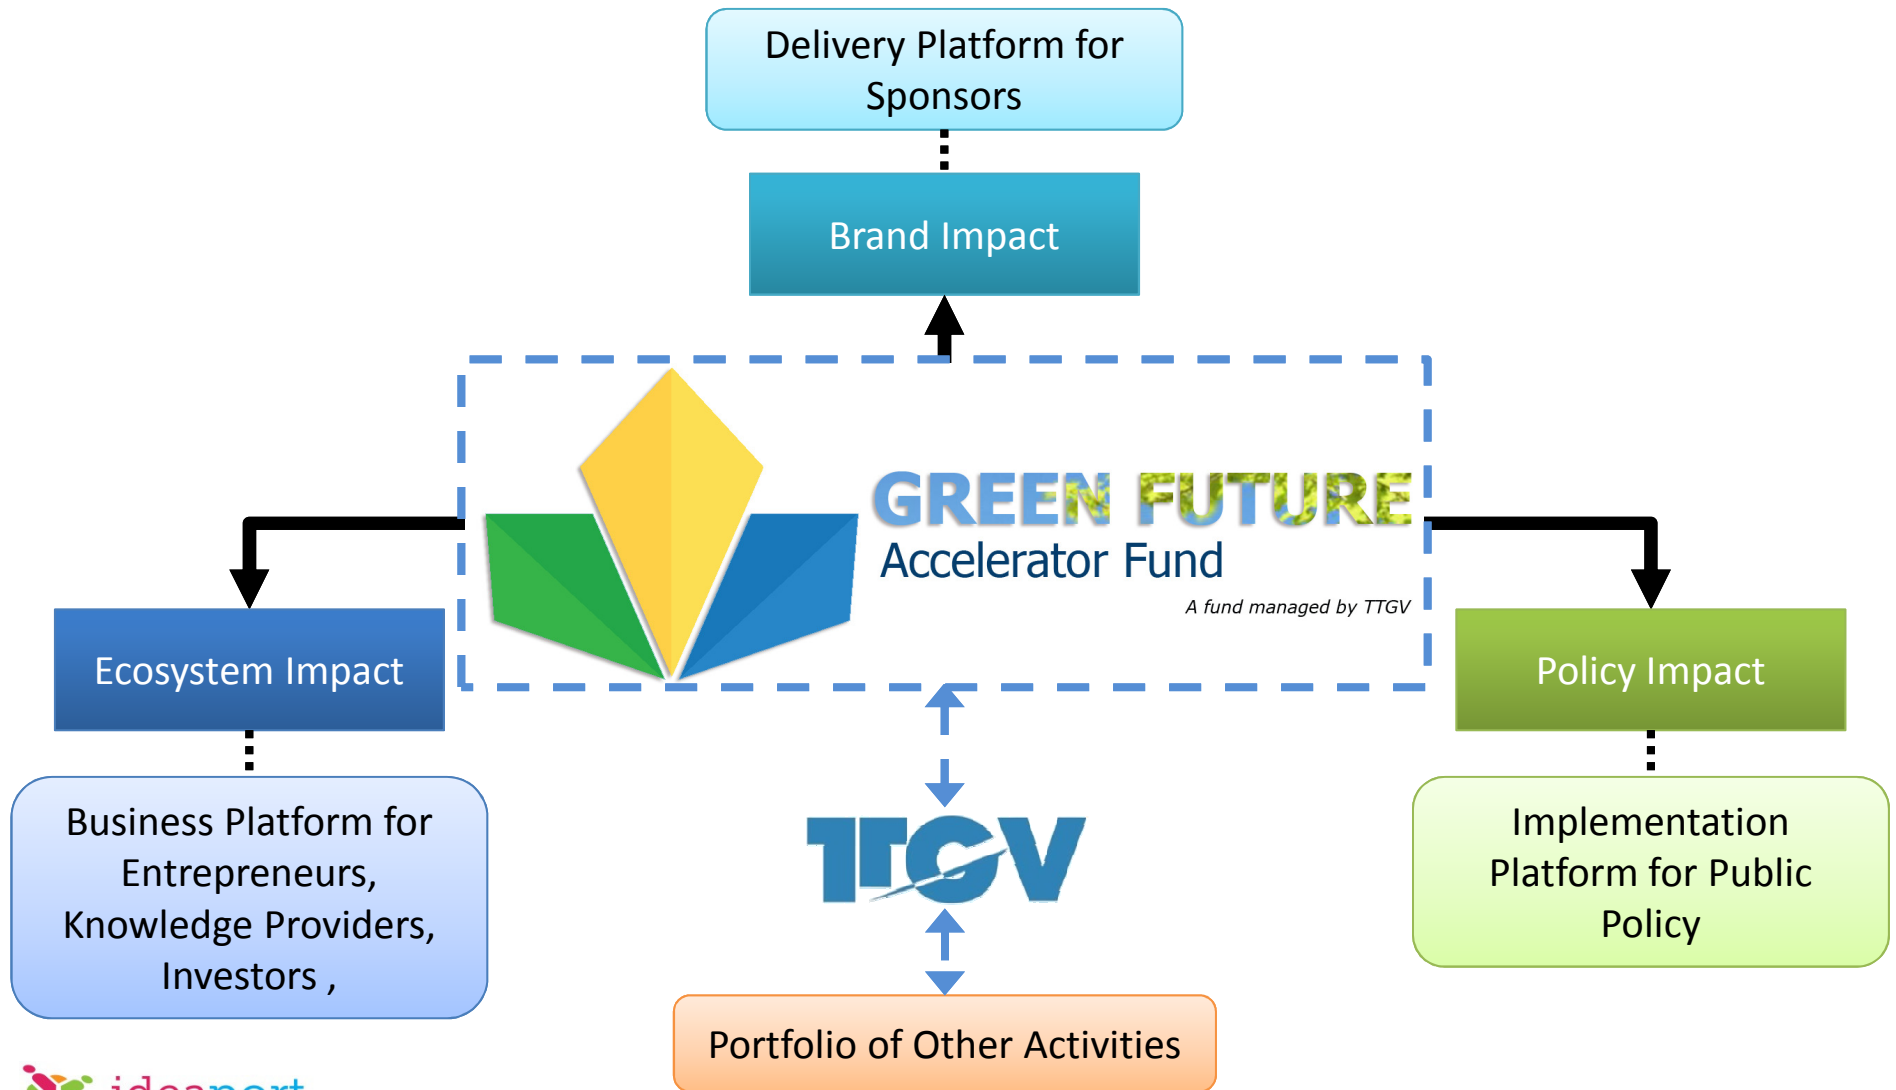 Delivery Platform for
Sponsors
Brand Impact
GREEN FUTURE
Accelerator Fund
A fund managed by TTGV
Ecosystem Impact
Policy Impact
Business Platform for
Entrepreneurs,
Knowledge Providers,
Investors ,
TTGV
Implementation
Platform for Public
Policy
Portfolio of Other Activities
ideaport